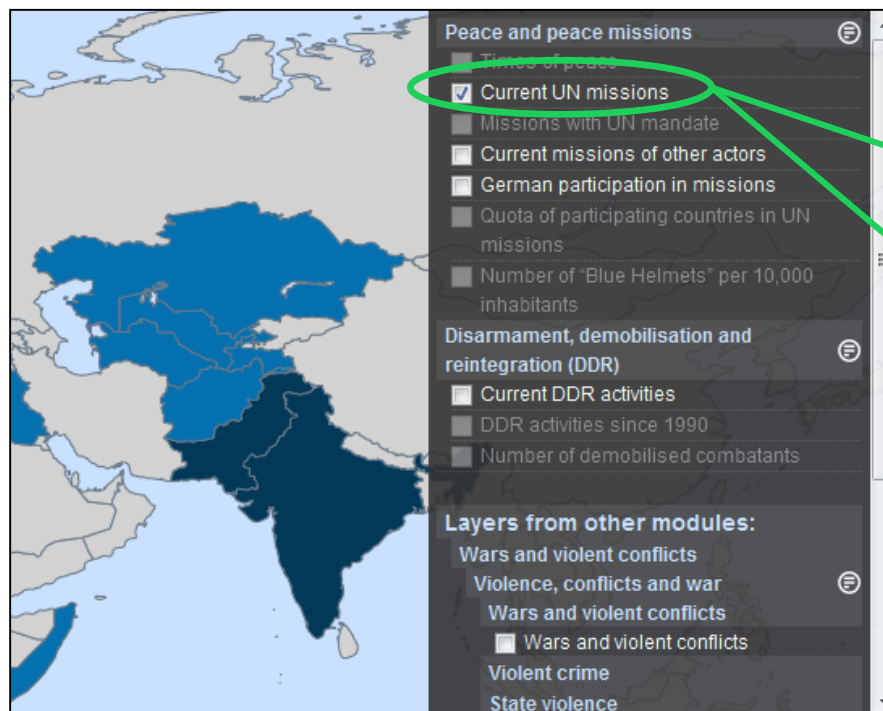 Peace and peace missions
Times of peace
Current UN missions
Missions with UN mandate
Current missions of other actors
German participation in missions
Quota of participating countries in UN
missions
Number of “Blue Helmets” per 10,000
inhabitants
Disarmament, demobilisation and
reintegration (DDR)
Current DDR activities
DDR activities since 1990
Number of demobilised combatants
Layers from other modules:
Wars and violent conflicts
Violence, conflicts and war
Wars and violent conflicts
Wars and violent conflicts
Violent crime
State violence